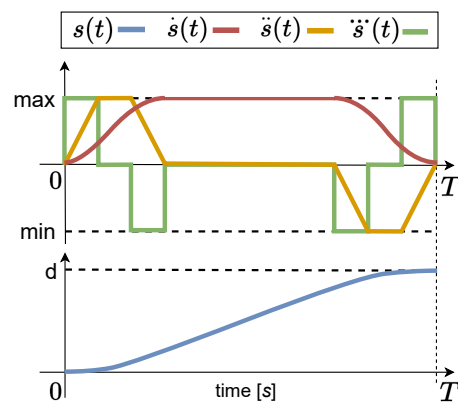 s(t) ṡ(t) s̈(t) s⃛(t)
max
0 T
min
d
0 time [s] T